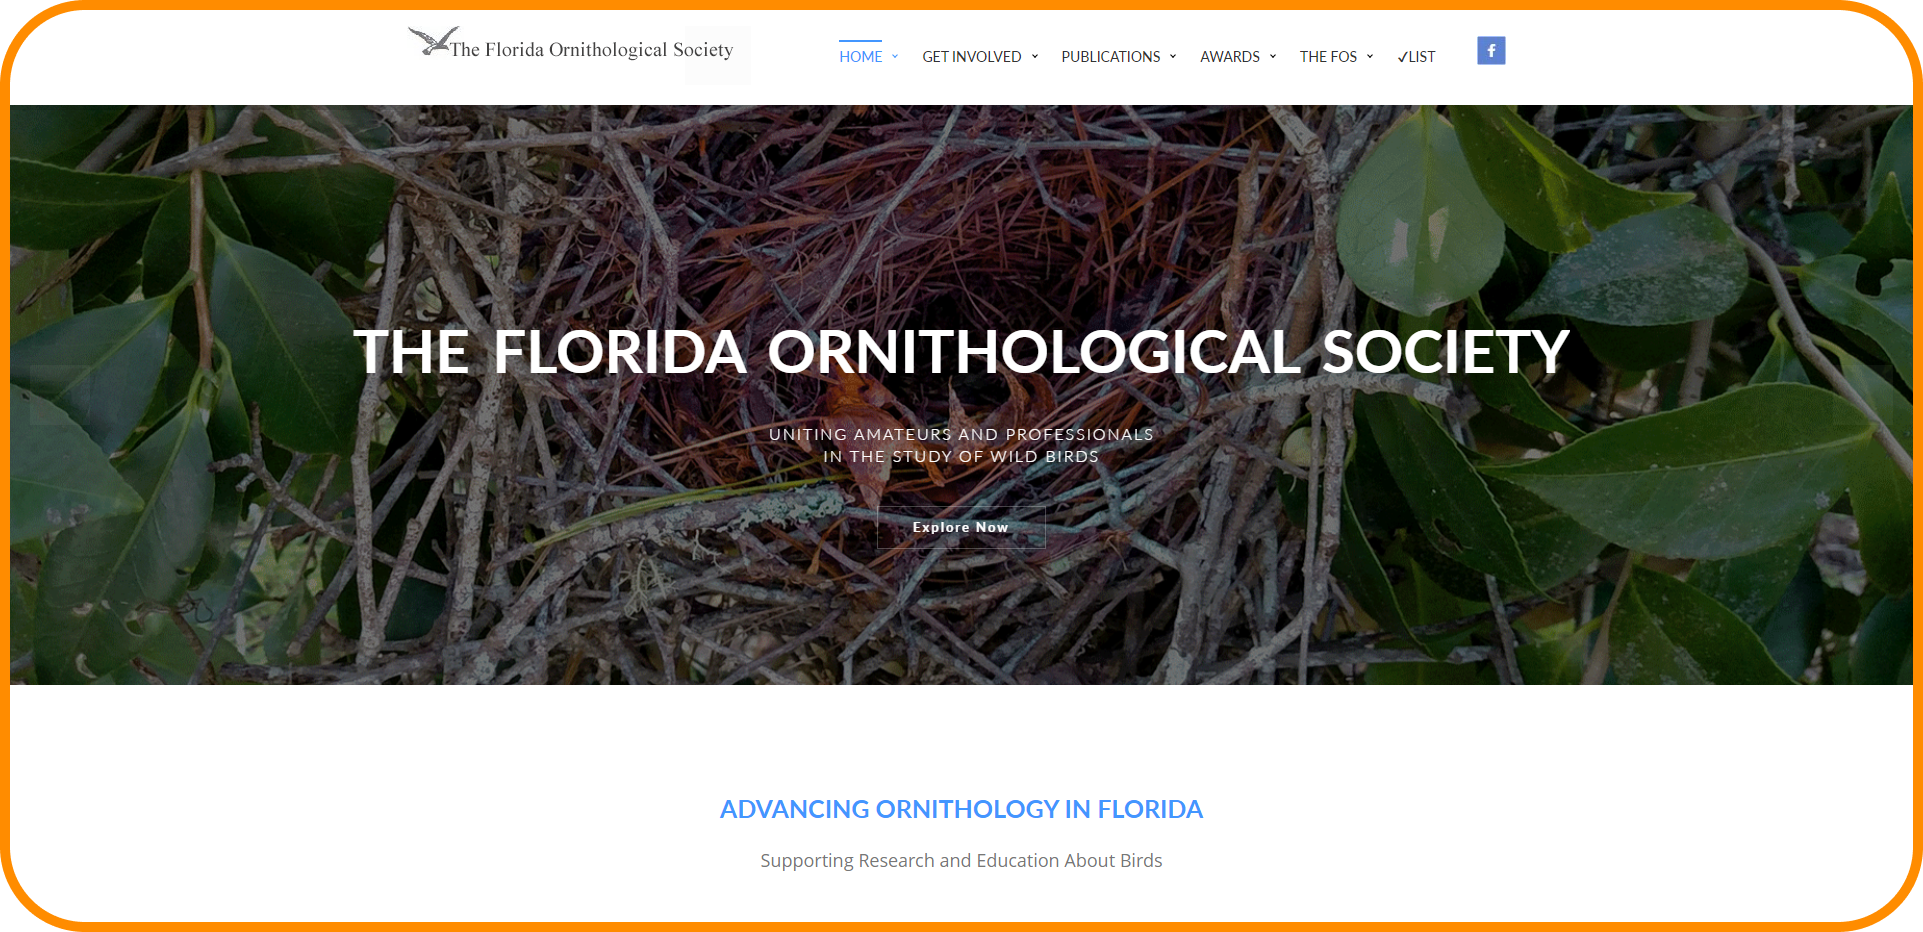 The Florida Ornithological Society
HOME GET INVOLVED PUBLICATIONS AWARDS THE FOS ✓LIST
f
THE FLORIDA ORNITHOLOGICAL SOCIETY
UNITING AMATEURS AND PROFESSIONALS
IN THE STUDY OF WILD BIRDS
Explore Now
ADVANCING ORNITHOLOGY IN FLORIDA
Supporting Research and Education About Birds